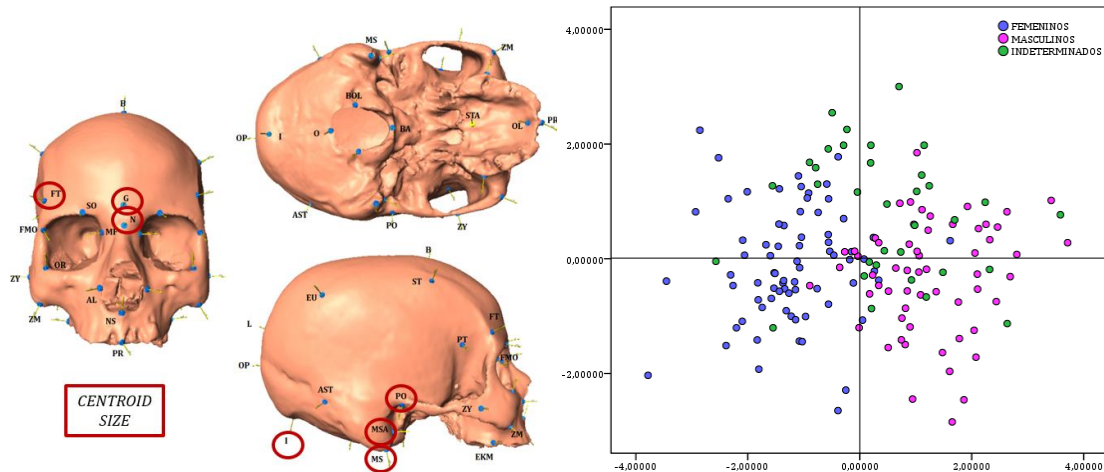 B
FT
G
SO
N
FMO
MF
OR
ZY
AL
ZM
NS
PR
CENTROID
SIZE
MS
ZM
BOL
OP
I
O
BA
STA
OL
PR
AST
PO
ZY
B
EU
ST
L
FT
PT
OP
FMO
AST
PO
ZY
I
MSA
ZM
MS
EKM
4,00000
FEMENINOS
MASCULINOS
INDETERMINADOS
2,00000
0,00000
-2,00000
-4,00000
-2,00000
0,00000
2,00000
4,00000